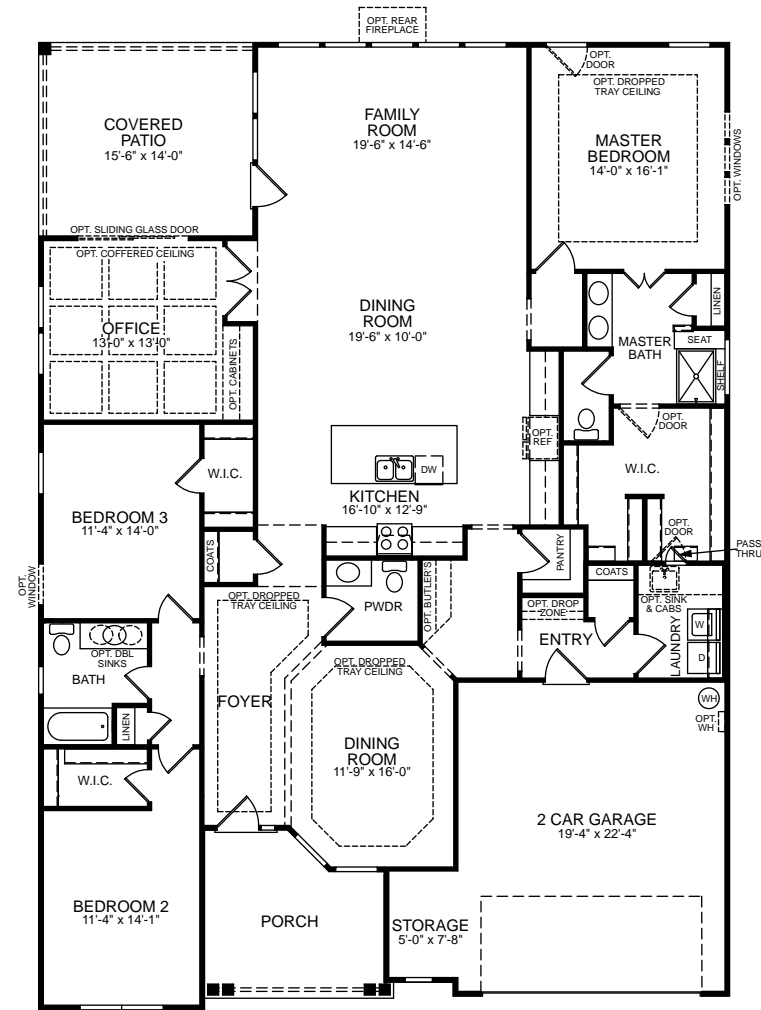 OPT. REAR
FIREPLACE
COVERED
PATIO
15'-6" x 14'-0"
FAMILY
ROOM
19'-6" x 14'-6"
OPT.
DOOR
OPT. DROPPED
TRAY CEILING
MASTER
BEDROOM
14'-0" x 16'-1"
OPT. WINDOWS
OPT. SLIDING GLASS DOOR
OPT. COFFERED CEILING
OFFICE
13'-0" x 13'-0"
OPT. CABINETS
DINING
ROOM
19'-6" x 10'-0"
LINEN
MASTER
BATH
SEAT
SHELF
OPT.
DOOR
OPT.
REF
W.I.C.
DW
KITCHEN
16'-10" x 12'-9"
W.I.C.
BEDROOM 3
11'-4" x 14'-0"
COATS
OPT.
WINDOW
OPT.
DOOR
PASS
THRU
PANTRY
COATS
OPT. DROPPED
TRAY CEILING
PWDR
OPT. BUTLER'S
OPT. DROP
ZONE
OPT. SINK
& CABS
ENTRY
LAUNDRY
W
D
OPT. DBL
SINKS
BATH
LINEN
FOYER
OPT. DROPPED
TRAY CEILING
DINING
ROOM
11'-9" x 16'-0"
WH
OPT.
WH
W.I.C.
2 CAR GARAGE
19'-4" x 22'-4"
BEDROOM 2
11'-4" x 14'-1"
PORCH
STORAGE
5'-0" x 7'-8"